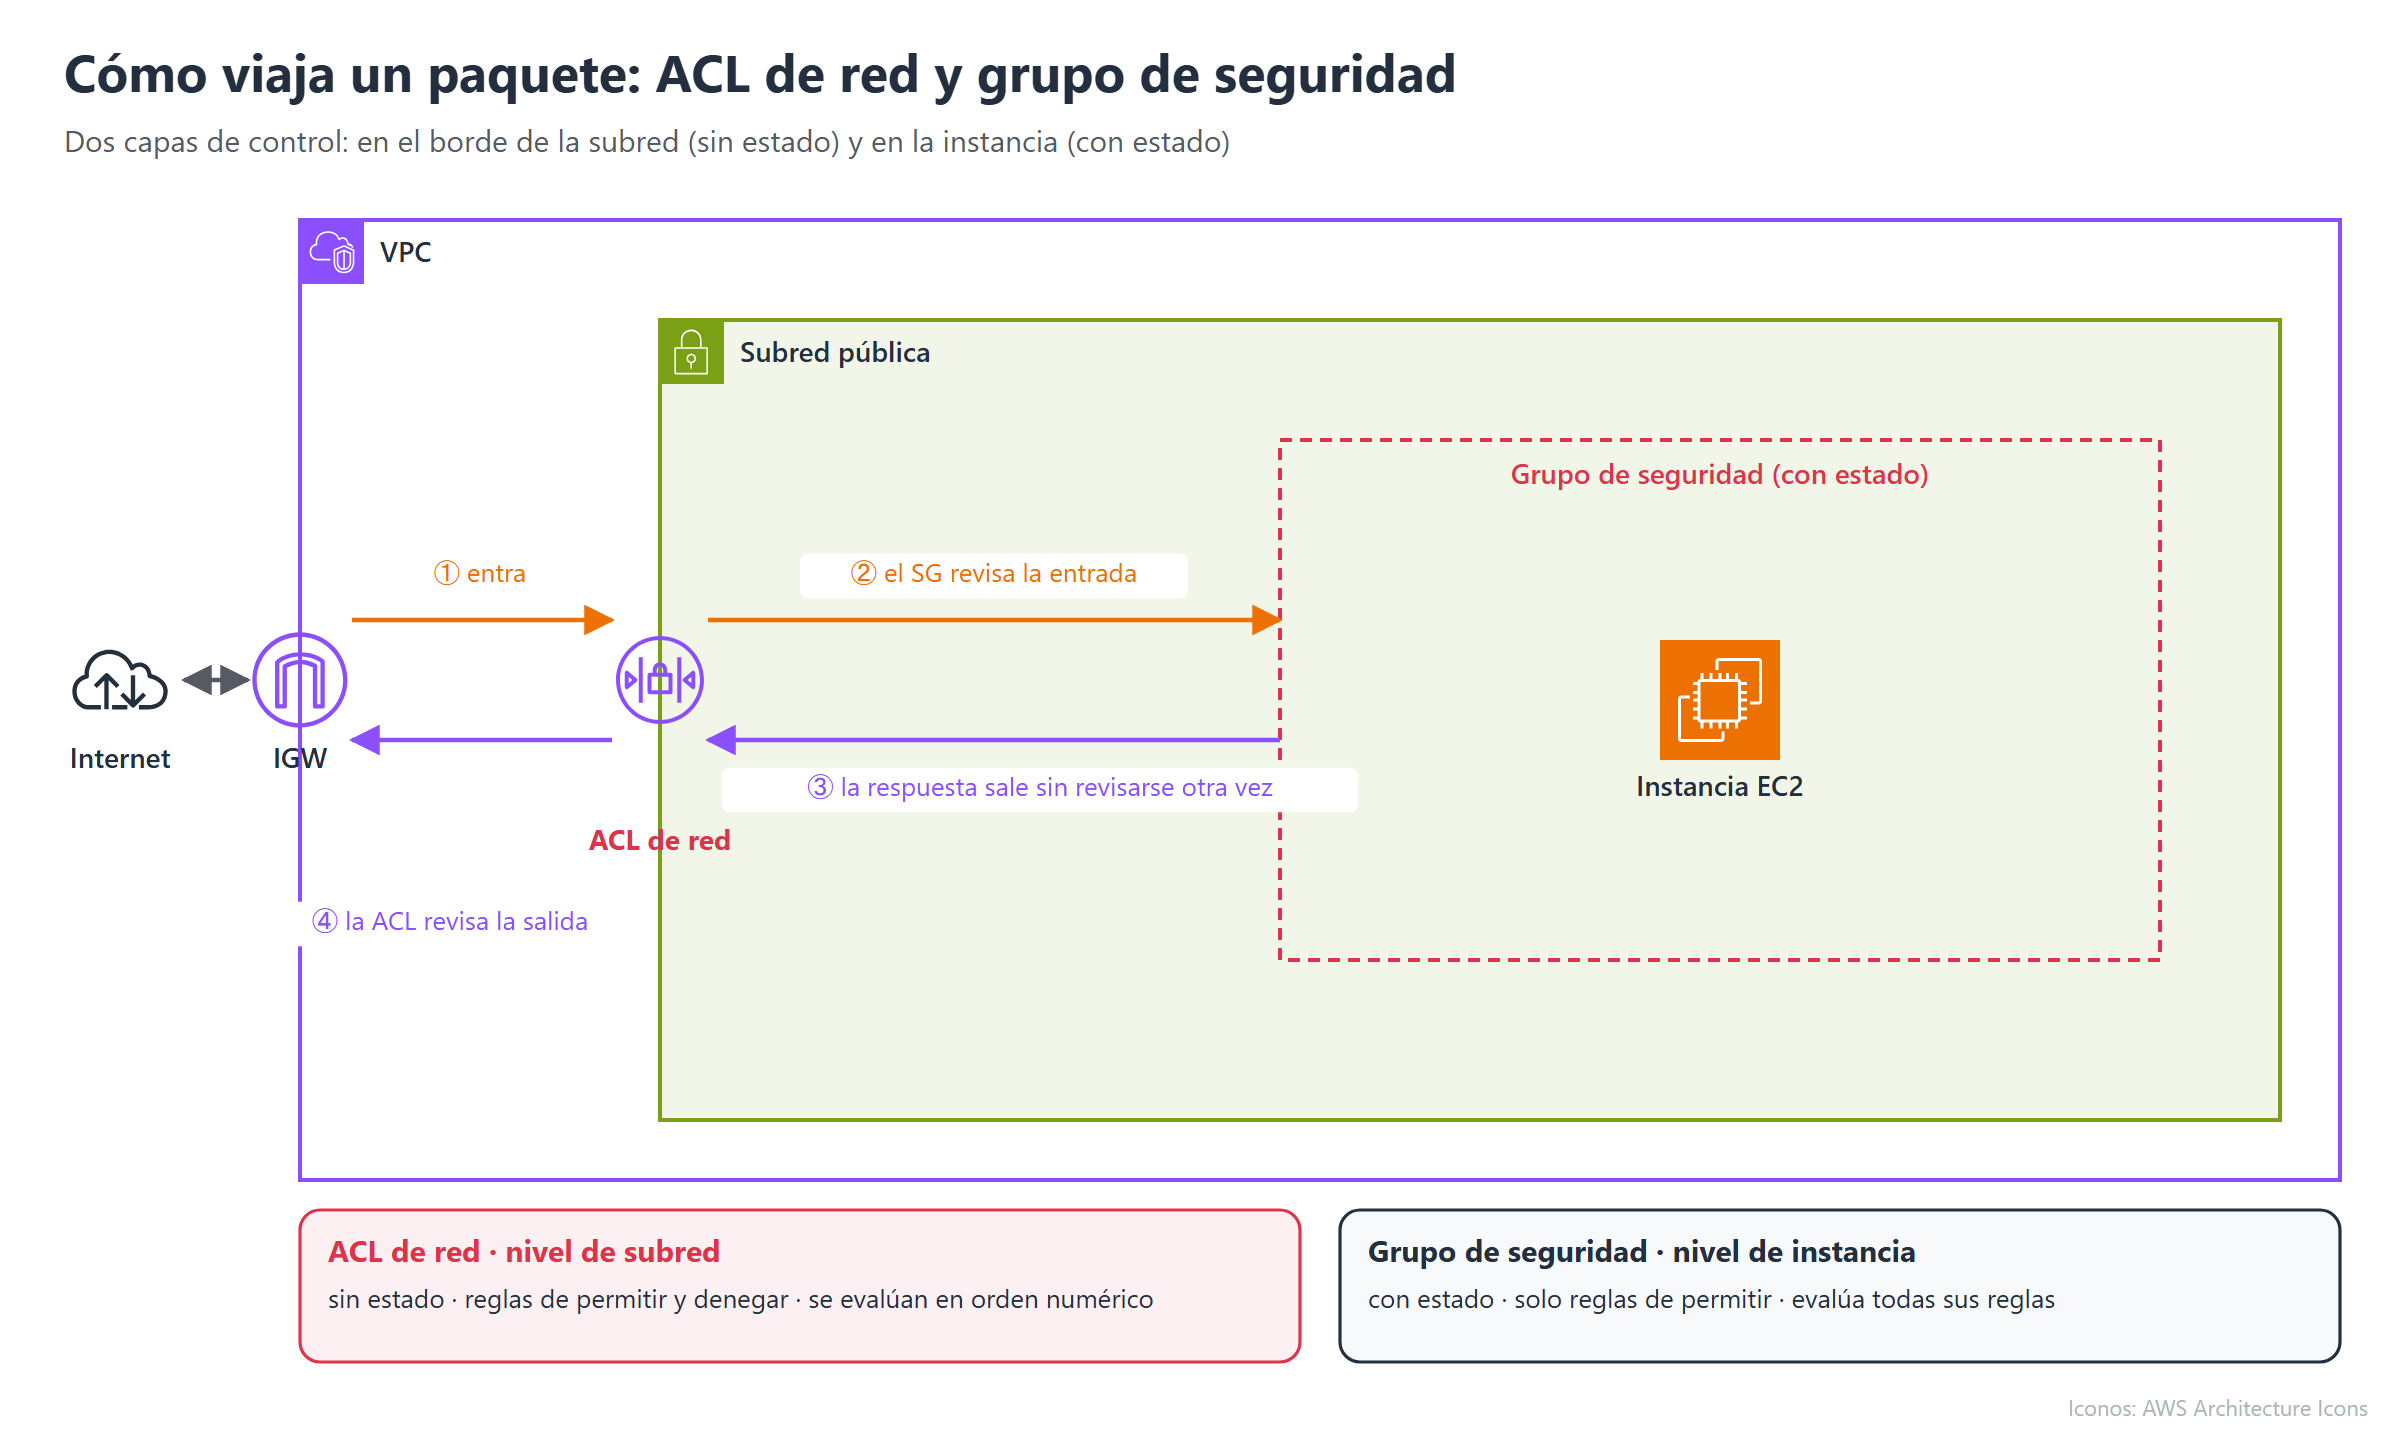 Cómo viaja un paquete: ACL de red y grupo de seguridad
Dos capas de control: en el borde de la subred (sin estado) y en la instancia (con estado)
VPC
Subred pública
Grupo de seguridad (con estado)
① entra
② el SG revisa la entrada
Internet
IGW
③ la respuesta sale sin revisarse otra vez
Instancia EC2
ACL de red
④ la ACL revisa la salida
ACL de red · nivel de subred
sin estado · reglas de permitir y denegar · se evalúan en orden numérico
Grupo de seguridad · nivel de instancia
con estado · solo reglas de permitir · evalúa todas sus reglas
Iconos: AWS Architecture Icons